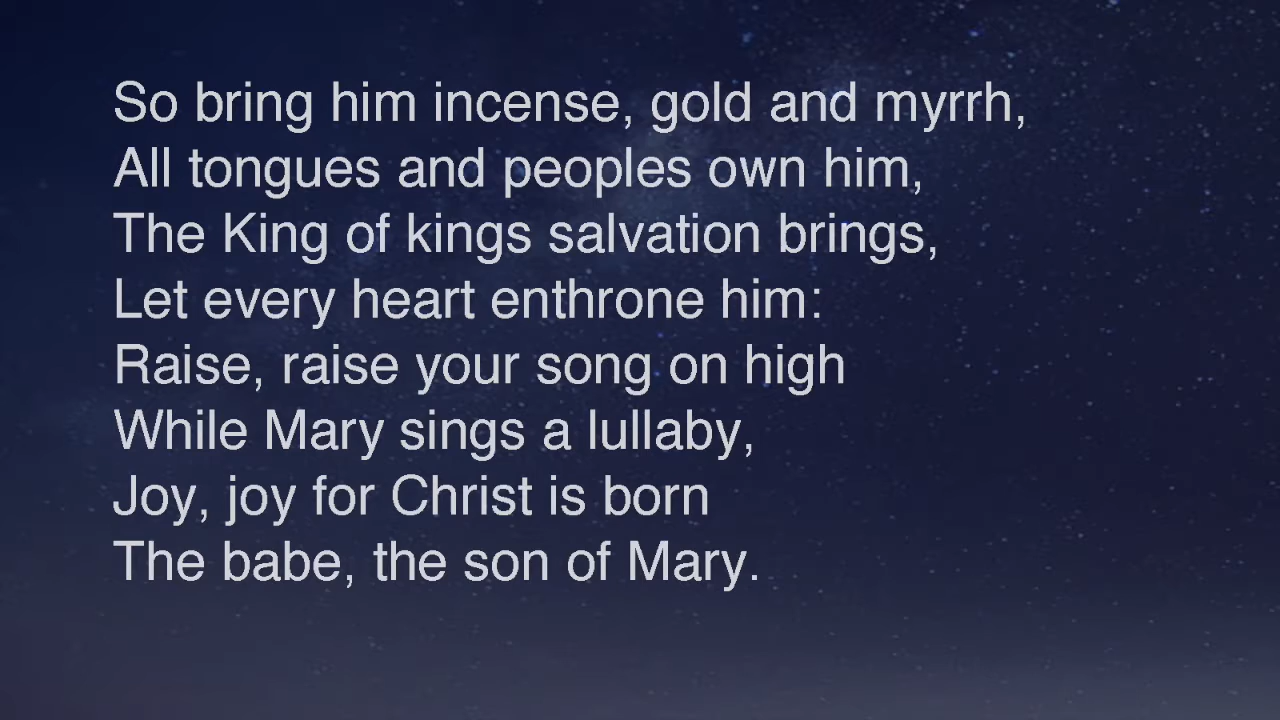 So bring him incense, gold and myrrh,
All tongues and peoples own him,
The King of kings salvation brings,
Let every heart enthrone him:
Raise, raise your song on high
While Mary sings a lullaby,
Joy, joy for Christ is born
The babe, the son of Mary.